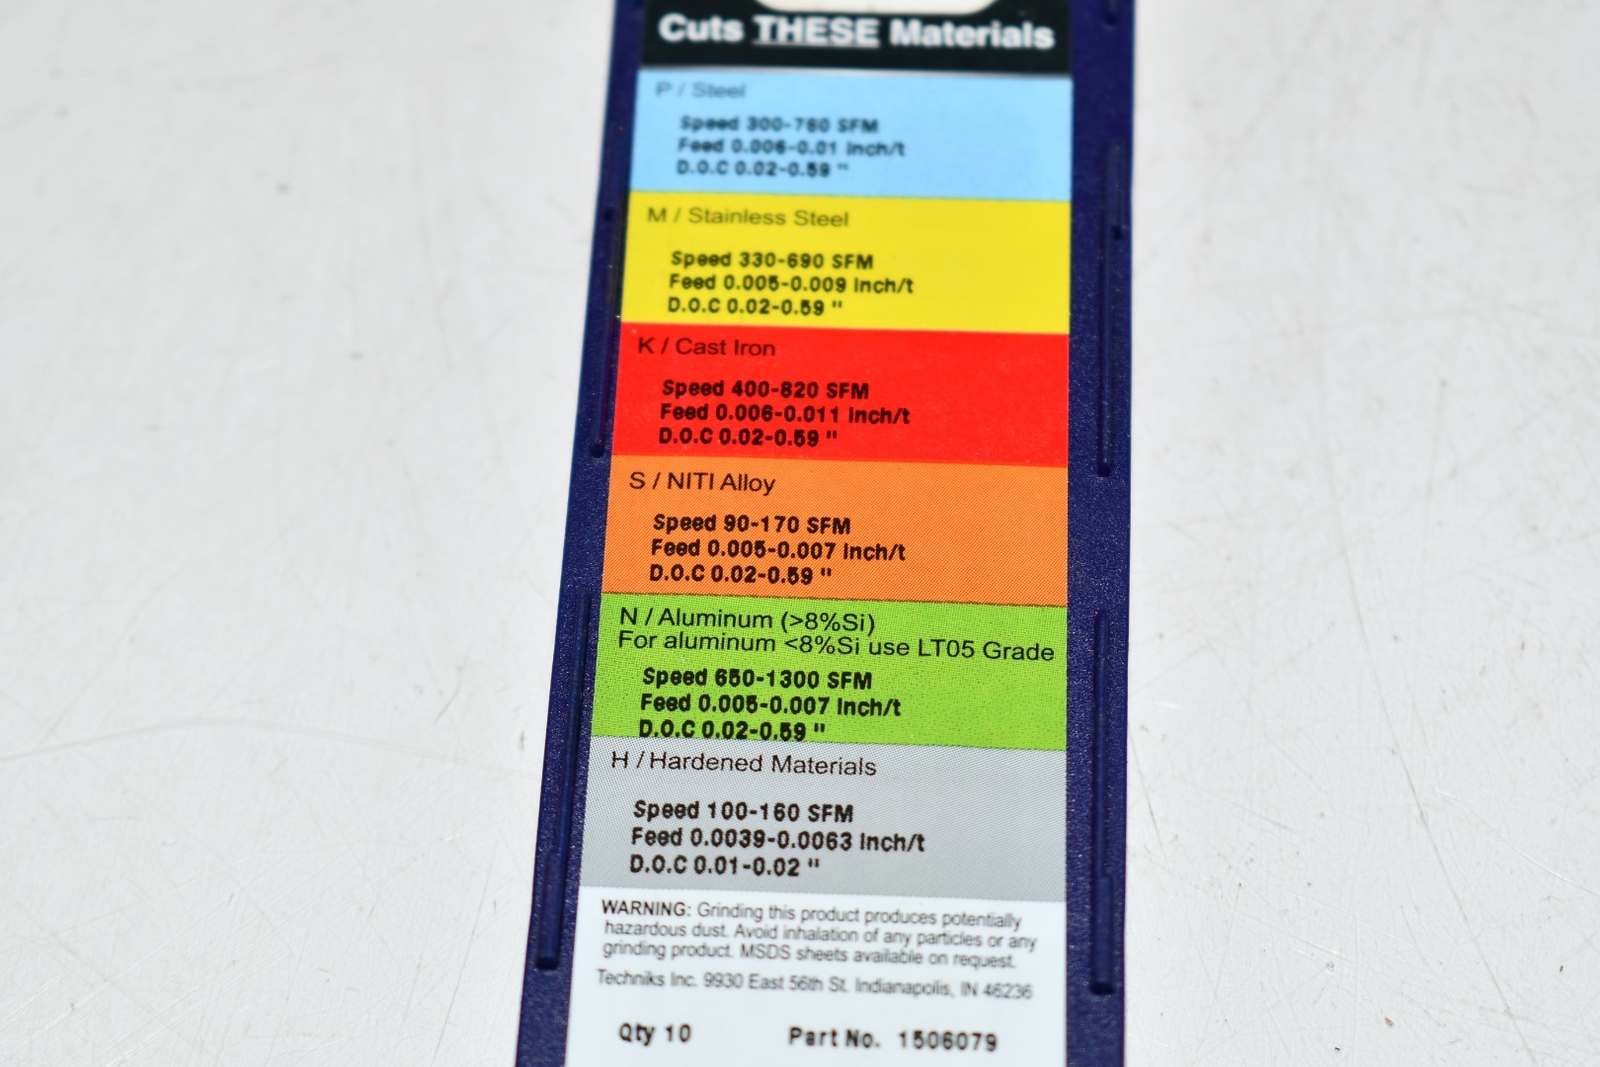 Cuts THESE Materials
P / Steel
Speed 300-760 SFM
Feed 0.006-0.01 inch/t
D.O.C 0.02-0.59 "
M / Stainless Steel
Speed 330-690 SFM
Feed 0.005-0.009 inch/t
D.O.C 0.02-0.59 "
K / Cast Iron
Speed 400-820 SFM
Feed 0.006-0.011 inch/t
D.O.C 0.02-0.59 "
S / NITI Alloy
Speed 90-170 SFM
Feed 0.005-0.007 inch/t
D.O.C 0.02-0.59 "
N / Aluminum (>8%Si)
For aluminum <8%Si use LT05 Grade
Speed 650-1300 SFM
Feed 0.005-0.007 inch/t
D.O.C 0.02-0.59 "
H / Hardened Materials
Speed 100-160 SFM
Feed 0.0039-0.0063 inch/t
D.O.C 0.01-0.02 "
WARNING: Grinding this product produces potentially
hazardous dust. Avoid inhalation of any particles or any
grinding product. MSDS sheets available on request.
Techniks Inc. 9930 East 56th St. Indianapolis, IN 46236
Qty 10 Part No. 1506079